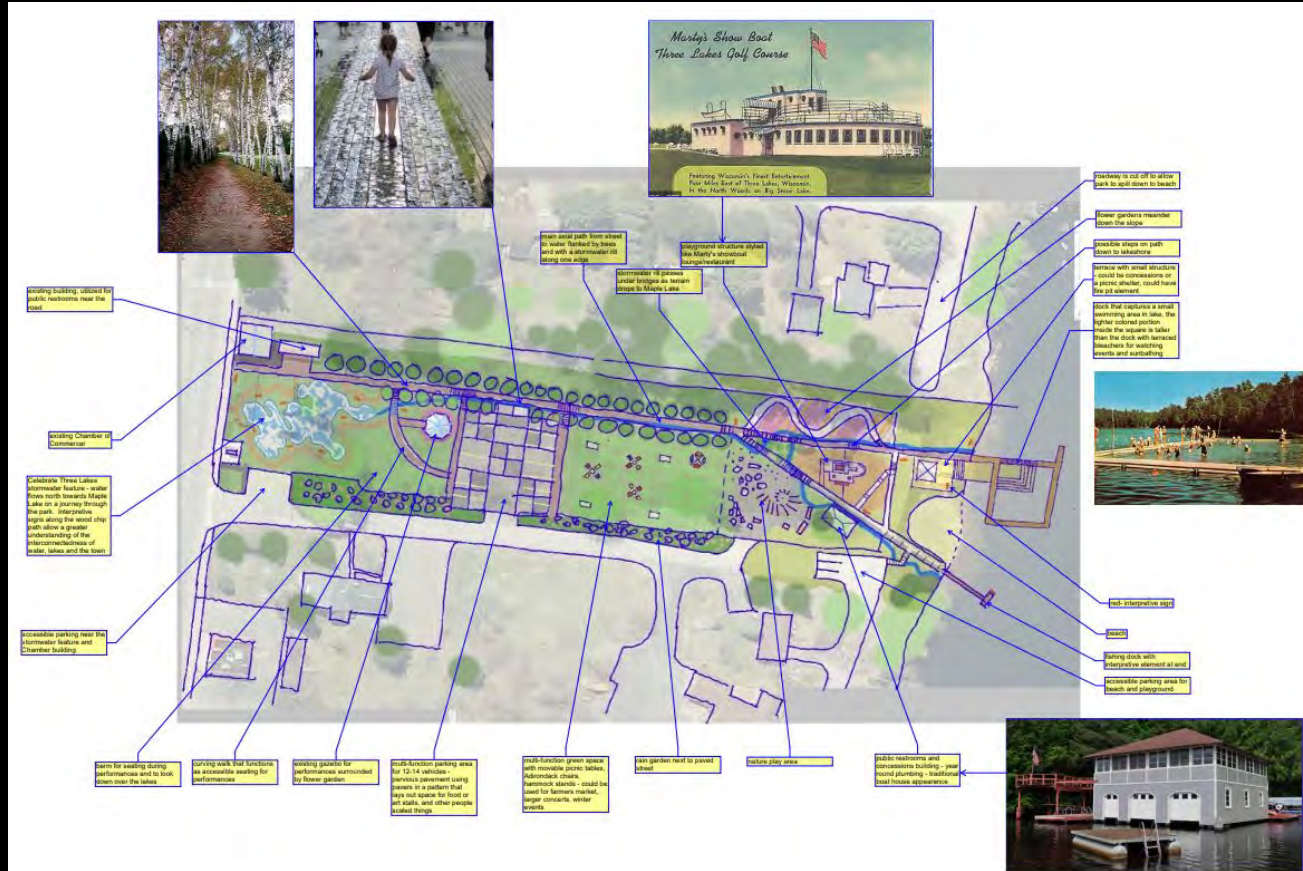 Marty's Show Boat
Three Lakes Golf Course
Featuring Wisconsin's Finest Entertainment.
Four Miles East of Three Lakes, Wisconsin.
In the North Woods on Big Stone Lake.
roadway is cut off to allow
park to spill down to beach
flower gardens meander
down the slope
possible steps on path
down to lakeshore
terrace with small structure
- could be concessions or
a picnic shelter, could have
fire pit element
dock that captures a small
swimming area in lake, the
lighter colored portion
inside the square is taller
than the dock with terraced
bleachers for watching
events and sunbathing
main axial path from street
to water flanked by trees
and with a stormwater rill
along one edge
playground structure styled
like Marty's showboat
lounge/restaurant
stormwater rill passes
under bridges as terrain
drops to Maple Lake
existing building, utilized for
public restrooms near the
road
existing Chamber of
Commerce
Celebrate Three Lakes
stormwater feature - water
flows north towards Maple
Lake on a journey through
the park. Interpretive
signs along the wood chip
path allow a greater
understanding of the
interconnectedness of
water, lakes and the town
accessible parking near the
stormwater feature and
Chamber building
red- interpretive sign
beach
fishing dock with
interpretive element at end
accessible parking area for
beach and playground
berm for seating during
performances and to look
down over the lakes
curving walk that functions
as accessible seating for
performances
existing gazebo for
performances surrounded
by flower garden
multi-function parking area
for 12-14 vehicles -
pervious pavement using
pavers in a pattern that
lays out space for food or
art stalls, and other people
scaled things
multi-function green space
with movable picnic tables,
Adirondack chairs,
hammock stands - could be
used for farmers market,
larger concerts, winter
events
rain garden next to paved
street
nature play area
public restrooms and
concessions building - year
round plumbing - traditional
boat house appearance